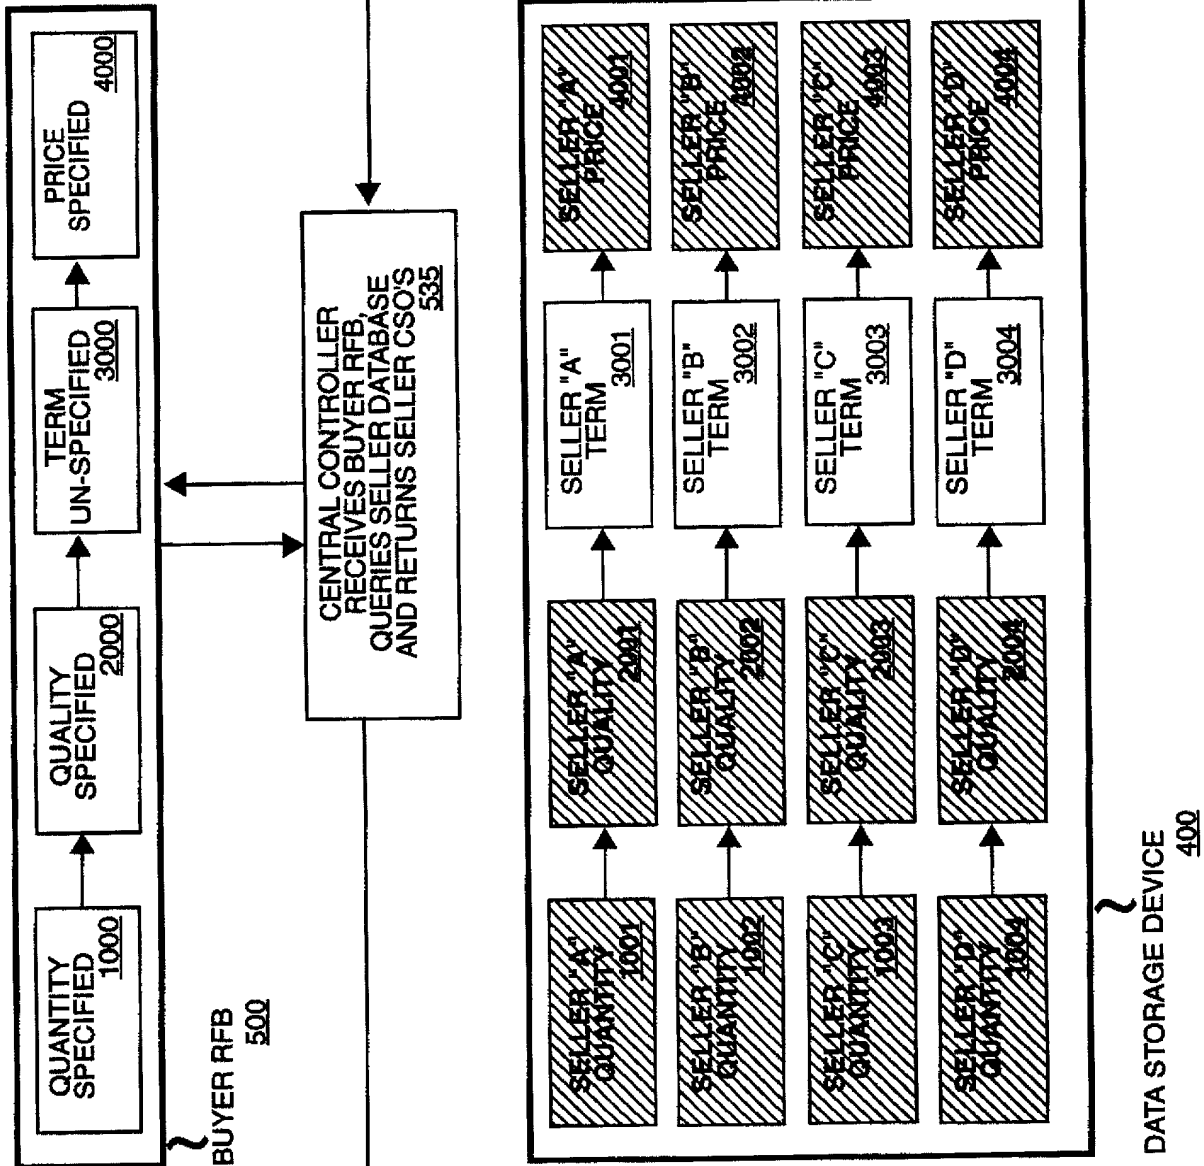 QUANTITY
SPECIFIED
1000
QUALITY
SPECIFIED
2000
TERM
UN-SPECIFIED
3000
PRICE
SPECIFIED
4000
BUYER RFB
500
CENTRAL CONTROLLER
RECEIVES BUYER RFB,
QUERIES SELLER DATABASE
AND RETURNS SELLER CSO'S
535
SELLER "A"
QUANTITY
1001
SELLER "A"
QUALITY
2001
SELLER "A"
TERM
3001
SELLER "A"
PRICE
4001
SELLER "B"
QUANTITY
1002
SELLER "B"
QUALITY
2002
SELLER "B"
TERM
3002
SELLER "B"
PRICE
4002
SELLER "C"
QUANTITY
1003
SELLER "C"
QUALITY
2003
SELLER "C"
TERM
3003
SELLER "C"
PRICE
4003
SELLER "D"
QUANTITY
1004
SELLER "D"
QUALITY
2004
SELLER "D"
TERM
3004
SELLER "D"
PRICE
4004
DATA STORAGE DEVICE
400